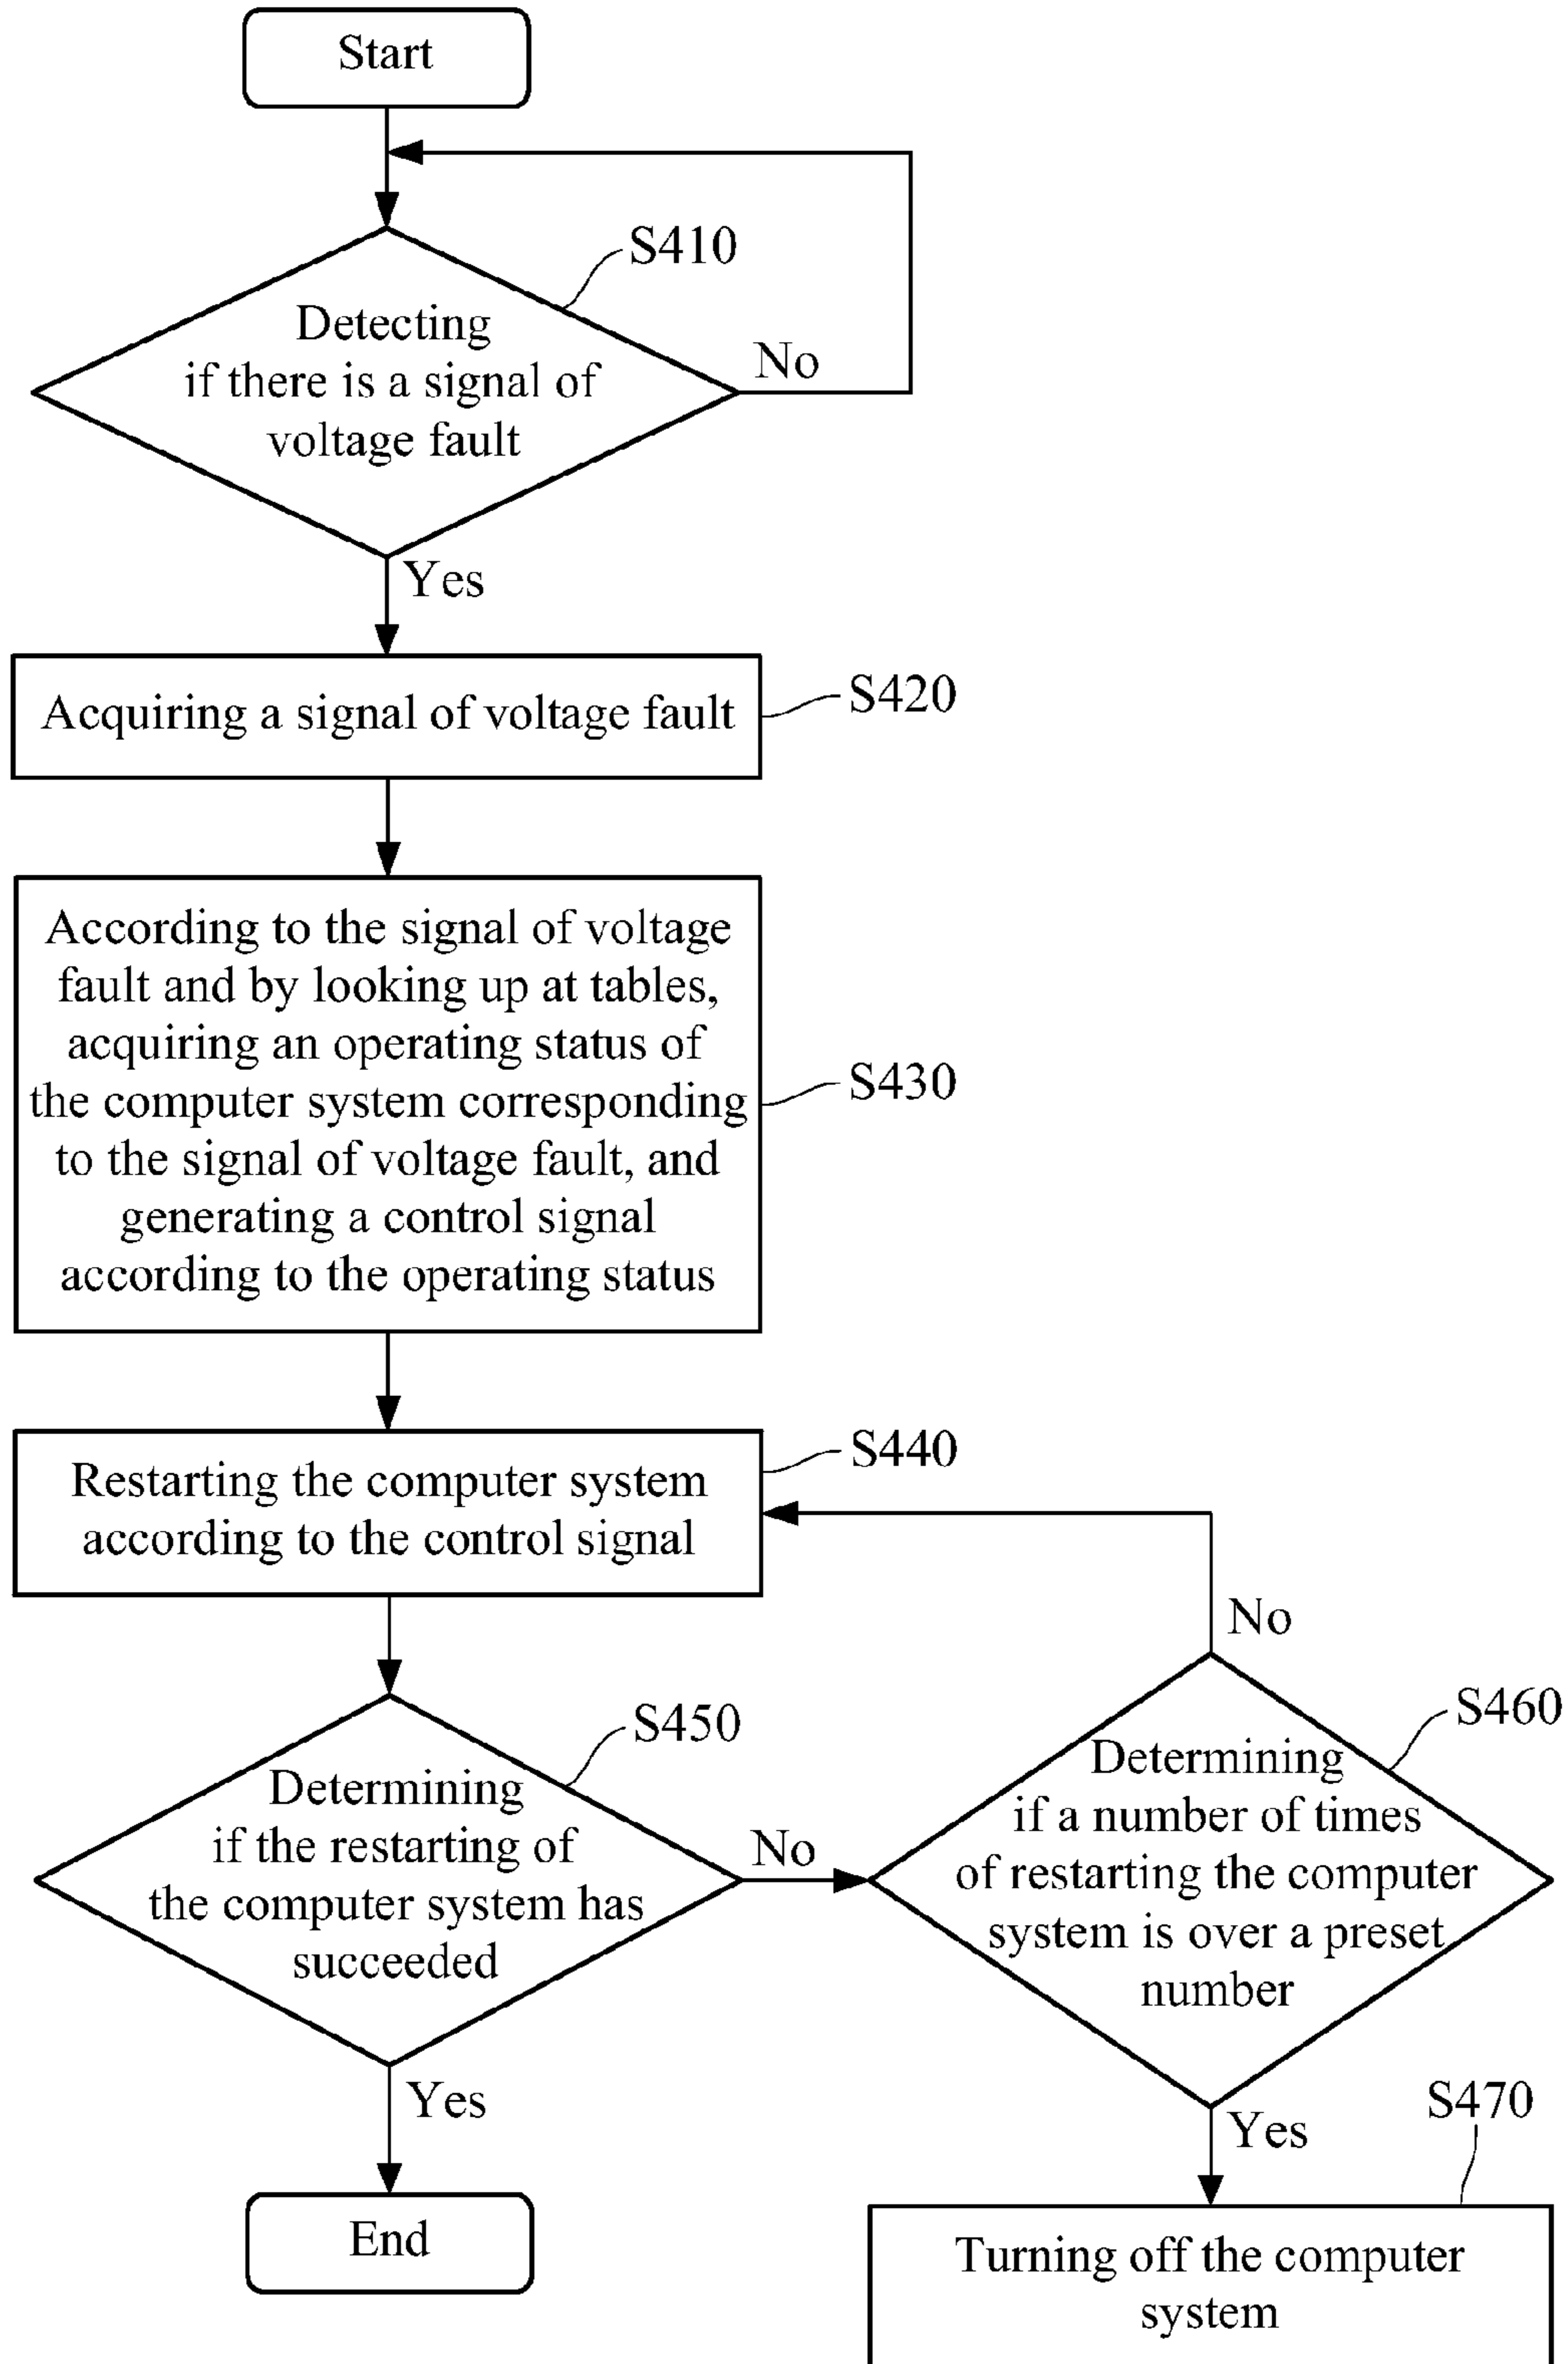 Start
S410
Detecting
if there is a signal of
voltage fault
No
Yes
Acquiring a signal of voltage fault
S420
According to the signal of voltage
fault and by looking up at tables,
acquiring an operating status of
the computer system corresponding
to the signal of voltage fault, and
generating a control signal
according to the operating status
S430
Restarting the computer system
according to the control signal
S440
Determining
if the restarting of
the computer system has
succeeded
S450
No
Yes
End
Determining
if a number of times
of restarting the computer
system is over a preset
number
S460
No
Yes
S470
Turning off the computer
system